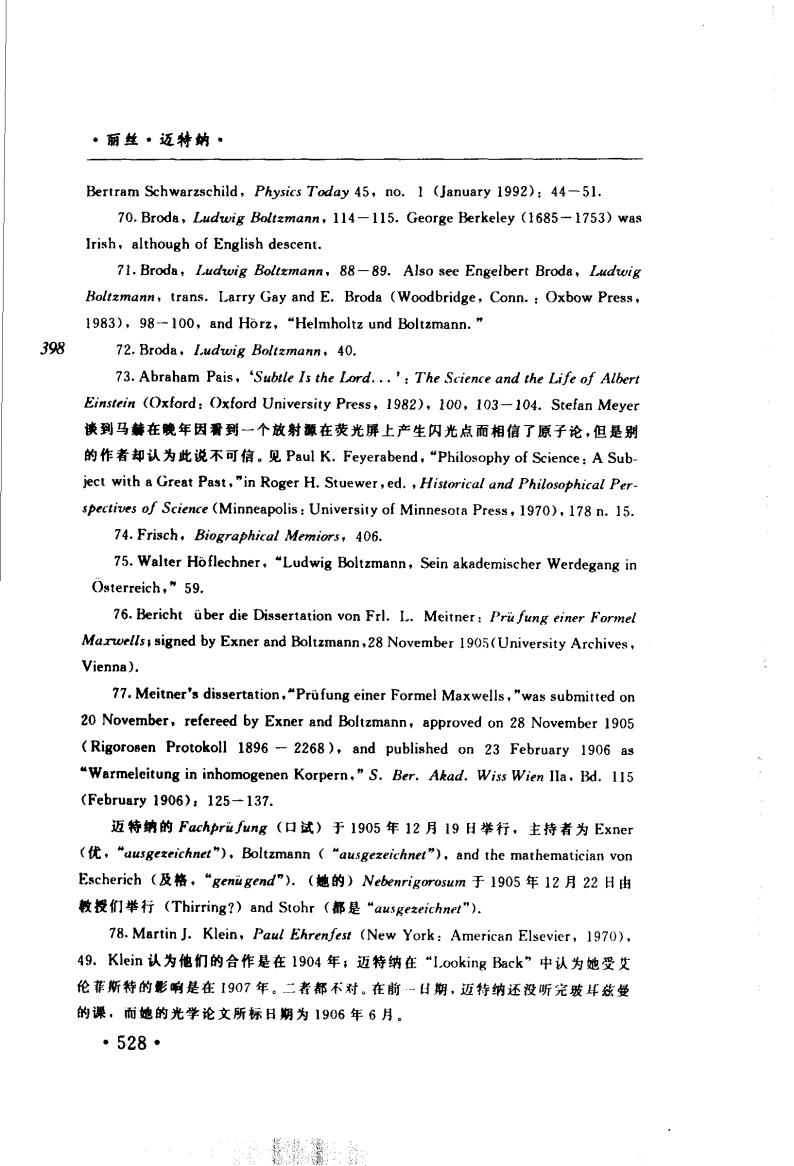 ·丽丝·迈特纳·
Bertram Schwarzschild, Physics Today 45, no. 1 (January 1992): 44—51.
70. Broda, Ludwig Boltzmann, 114—115. George Berkeley (1685—1753) was
Irish, although of English descent.
71. Broda, Ludwig Boltzmann, 88—89. Also see Engelbert Broda, Ludwig
Boltzmann, trans. Larry Gay and E. Broda (Woodbridge, Conn.: Oxbow Press,
1983), 98—100, and Hörz, “Helmholtz und Boltzmann.”
398
72. Broda, Ludwig Boltzmann, 40.
73. Abraham Pais, ‘Subtle Is the Lord...’: The Science and the Life of Albert
Einstein (Oxford: Oxford University Press, 1982), 100, 103—104. Stefan Meyer
谈到马赫在晚年因看到一个放射源在荧光屏上产生闪光点而相信了原子论，但是别
的作者却认为此说不可信。见 Paul K. Feyerabend, “Philosophy of Science: A Sub-
ject with a Great Past,”in Roger H. Stuewer,ed., Historical and Philosophical Per-
spectives of Science (Minneapolis: University of Minnesota Press, 1970), 178 n. 15.
74. Frisch, Biographical Memiors, 406.
75. Walter Höflechner, “Ludwig Boltzmann, Sein akademischer Werdegang in
Österreich,” 59.
76. Bericht über die Dissertation von Frl. L. Meitner: Prüfung einer Formel
Maxwells; signed by Exner and Boltzmann,28 November 1905(University Archives,
Vienna).
77. Meitner's dissertation,“Prüfung einer Formel Maxwells,”was submitted on
20 November, refereed by Exner and Boltzmann, approved on 28 November 1905
(Rigorosen Protokoll 1896 — 2268), and published on 23 February 1906 as
“Warmeleitung in inhomogenen Korpern,” S. Ber. Akad. Wiss Wien IIa, Bd. 115
(February 1906): 125—137.
迈特纳的 Fachprüfung (口试) 于 1905 年 12 月 19 日举行，主持者为 Exner
(优，“ausgezeichnet”), Boltzmann ( “ausgezeichnet”), and the mathematician von
Escherich (及格，“genügend”). (她的) Nebenrigorosum 于 1905 年 12 月 22 日由
教授们举行 (Thirring?) and Stohr (都是 “ausgezeichnet”).
78. Martin J. Klein, Paul Ehrenfest (New York: American Elsevier, 1970),
49. Klein 认为他们的合作是在 1904 年；迈特纳在 “Looking Back” 中认为她受艾
伦菲斯特的影响是在 1907 年。二者都不对。在前一日期，迈特纳还没听完玻耳兹曼
的课，而她的光学论文所标日期为 1906 年 6 月。
·528·